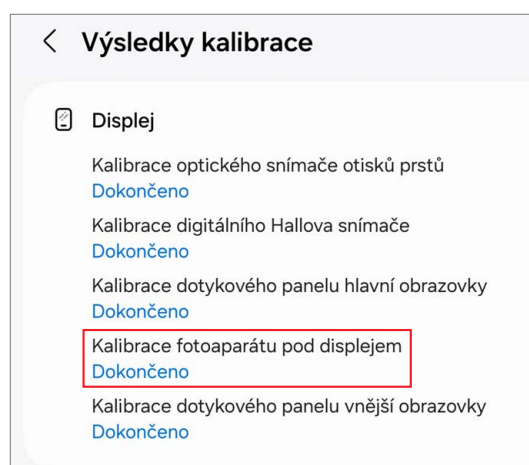 Výsledky kalibrace
Displej
Kalibrace optického snímače otisků prstů
Dokončeno
Kalibrace digitálního Hallova snímače
Dokončeno
Kalibrace dotykového panelu hlavní obrazovky
Dokončeno
Kalibrace fotoaparátu pod displejem
Dokončeno
Kalibrace dotykového panelu vnější obrazovky
Dokončeno